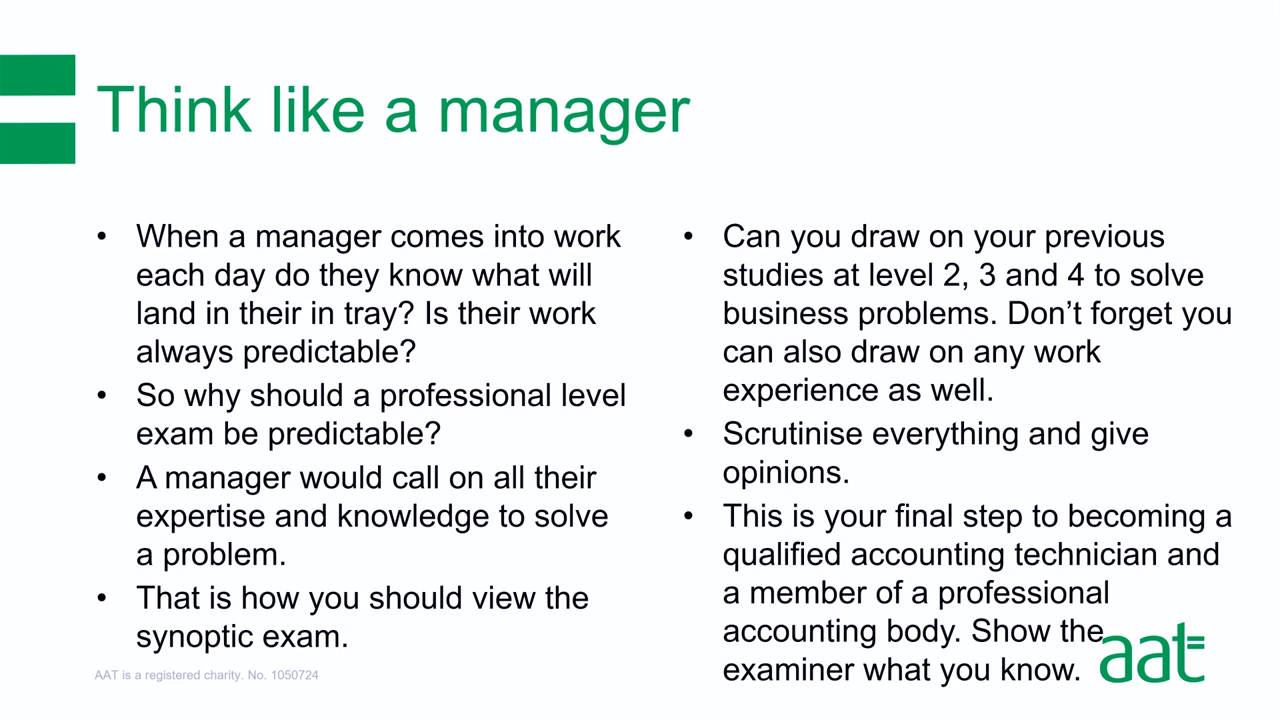 Think like a manager
• When a manager comes into work
each day do they know what will
land in their in tray? Is their work
always predictable?
• So why should a professional level
exam be predictable?
• A manager would call on all their
expertise and knowledge to solve
a problem.
• That is how you should view the
synoptic exam.
• Can you draw on your previous
studies at level 2, 3 and 4 to solve
business problems. Don’t forget you
can also draw on any work
experience as well.
• Scrutinise everything and give
opinions.
• This is your final step to becoming a
qualified accounting technician and
a member of a professional
accounting body. Show the
examiner what you know.
AAT is a registered charity. No. 1050724
aat